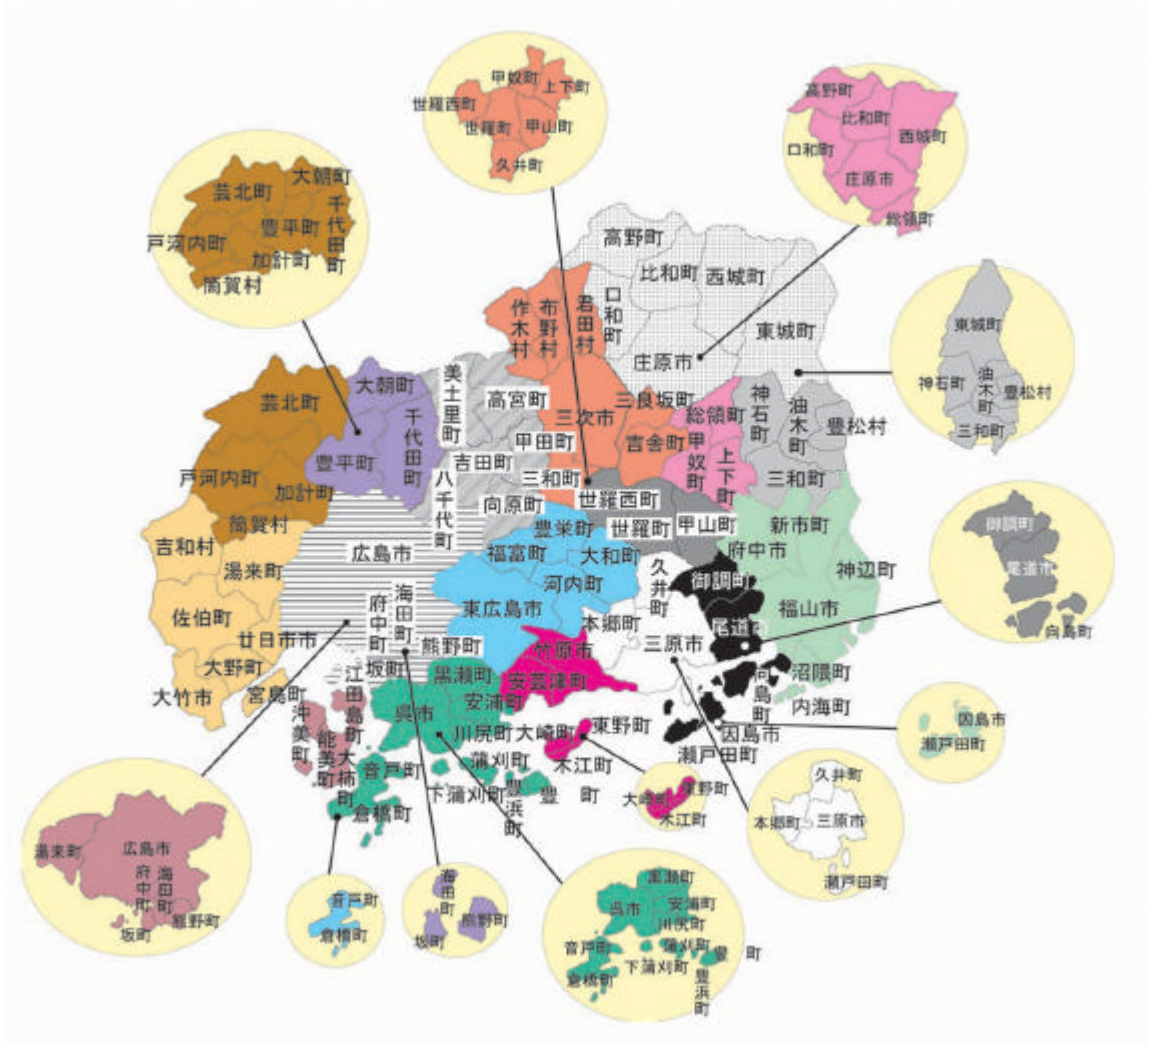 甲奴町
上下町
世羅西町
世羅町
甲山町
久井町
高野町
比和町
西城町
口和町
庄原市
総領町
芸北町
大朝町
千代田町
豊平町
戸河内町
加計町
筒賀村
高野町
比和町
西城町
口和町
東城町
庄原市
作木村
布野村
君田村
三次市
三良坂町
吉舎町
総領町
甲奴町
上下町
神石町
油木町
豊松村
三和町
東城町
神石町
油木町
豊松村
三和町
芸北町
大朝町
千代田町
豊平町
戸河内町
加計町
筒賀村
美土里町
高宮町
甲田町
吉田町
八千代町
向原町
三和町
世羅西町
世羅町
甲山町
新市町
府中市
神辺町
福山市
御調町
尾道市
向島町
吉和村
湯来町
佐伯町
廿日市市
大野町
大竹市
宮島町
広島市
府中町
海田町
熊野町
坂町
豊栄町
福富町
大和町
河内町
東広島市
久井町
本郷町
三原市
御調町
尾道市
向島町
沼隈町
内海町
因島市
瀬戸田町
竹原市
安芸津町
東野町
大崎町
木江町
黒瀬町
呉市
安浦町
川尻町
蒲刈町
下蒲刈町
豊浜町
豊 町
江田島町
沖美町
能美町
大柿町
音戸町
倉橋町
因島市
瀬戸田町
大崎町
東野町
木江町
久井町
本郷町
三原市
瀬戸田町
湯来町
広島市
府中町
海田町
熊野町
坂町
音戸町
倉橋町
海田町
熊野町
坂町
黒瀬町
呉市
安浦町
川尻町
音戸町
蒲刈町
豊 町
下蒲刈町
倉橋町
豊浜町